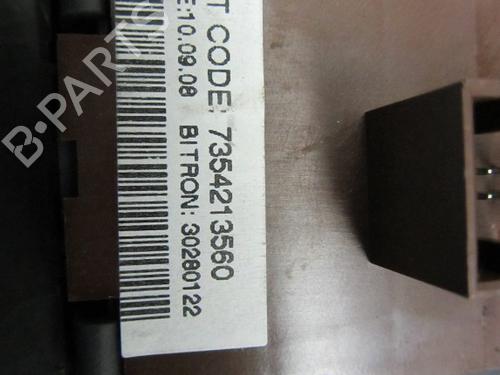 T CODE: 7354213560
E:10.09.08 BITRON: 30280122
B-PARTS